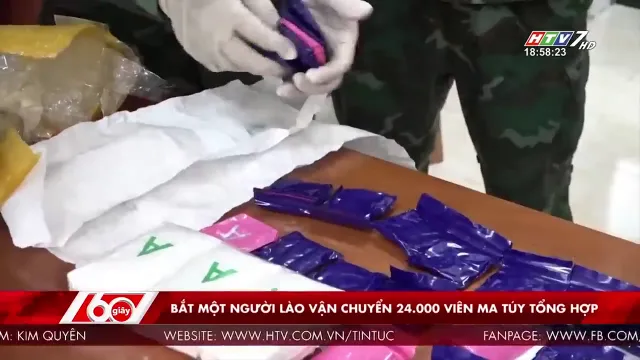 HTV7 HD
18:58:23
A
A
60 giây
BẮT MỘT NGƯỜI LÀO VẬN CHUYỂN 24.000 VIÊN MA TÚY TỔNG HỢP
M: KIM QUYÊN
WEBSITE: WWW.HTV.COM.VN/TINTUC
FANPAGE: WWW.FB.COM